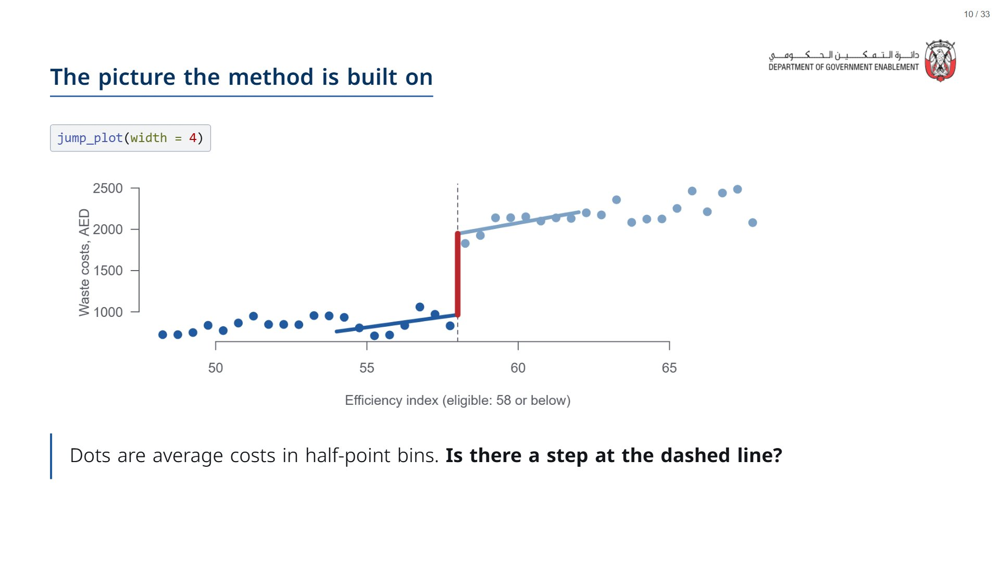 10 / 33
دائرة التمكين الحكومي
DEPARTMENT OF GOVERNMENT ENABLEMENT
The picture the method is built on
jump_plot(width = 4)
2500
2000
1500
1000
Waste costs, AED
50 55 60 65
Efficiency index (eligible: 58 or below)
Dots are average costs in half-point bins. Is there a step at the dashed line?